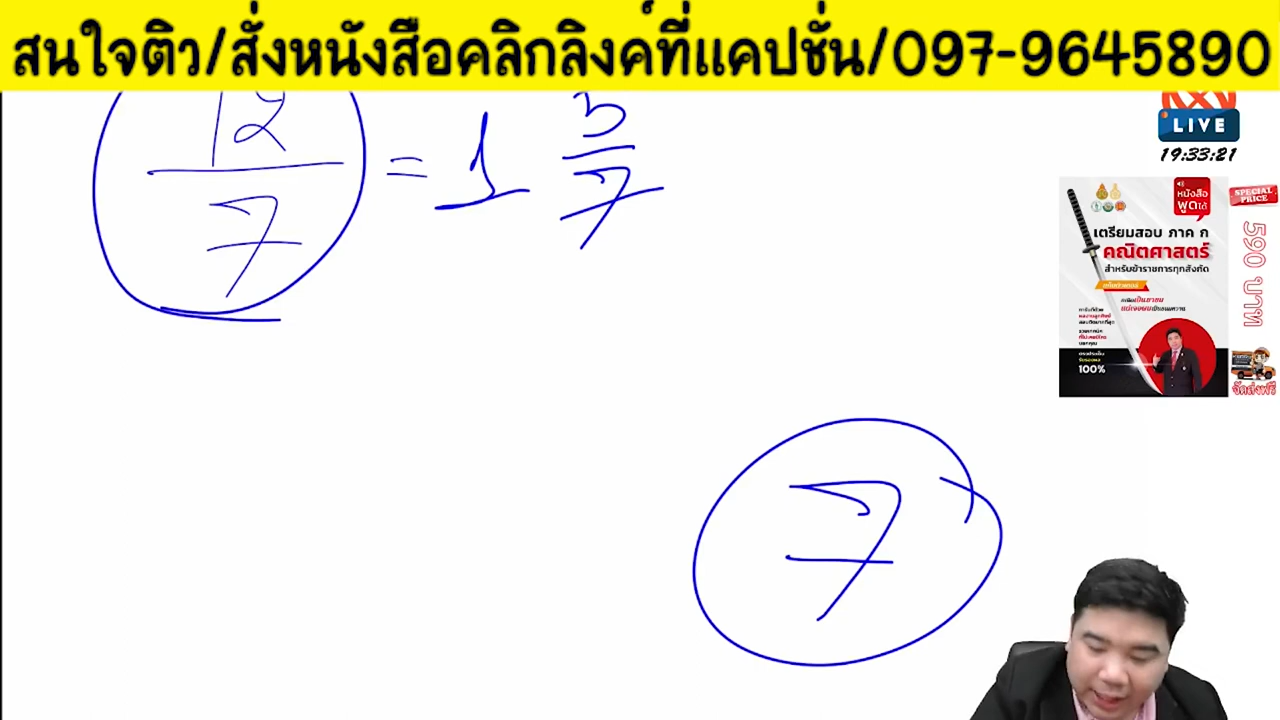 สนใจติว/สั่งหนังสือคลิกลิงค์ที่แคปชั่น/097-9645890
12
7
= 1
5
7
7
LIVE
19:33:21
หนังสือ
พูดได้
เตรียมสอบ ภาค ก
คณิตศาสตร์
สำหรับข้าราชการทุกสังกัด
100%
SPECIAL
PRICE
590 บาท
จัดส่งฟรี